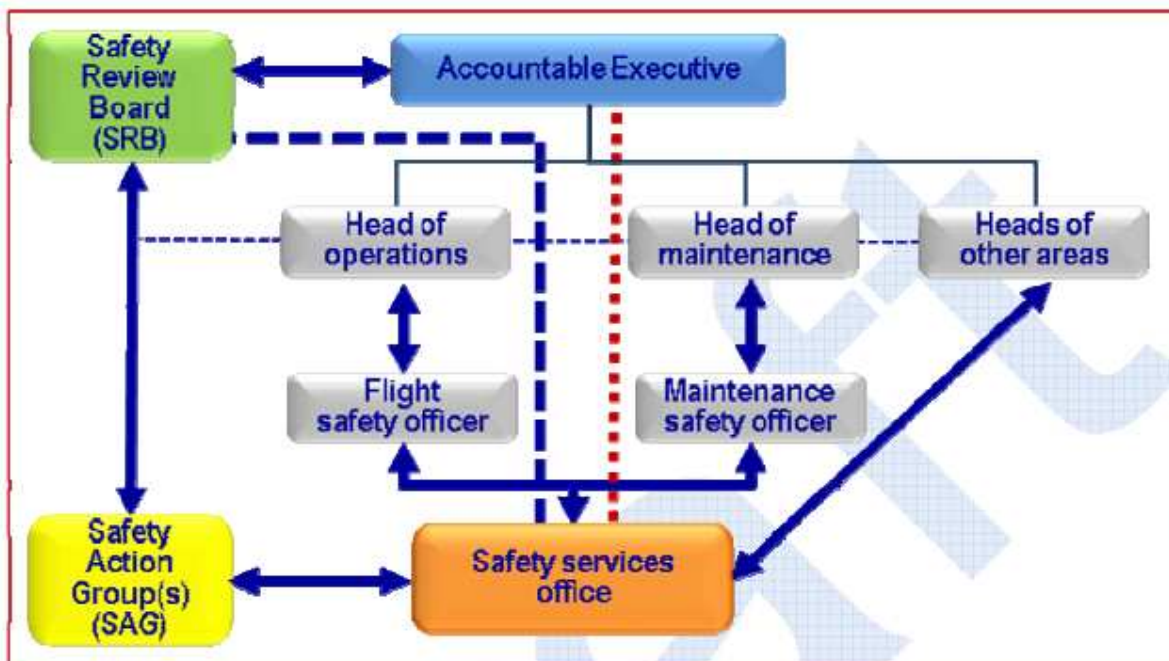 Safety
Review
Board
(SRB)
Accountable Executive
Head of
operations
Head of
maintenance
Heads of
other areas
Flight
safety officer
Maintenance
safety officer
Safety
Action
Group(s)
(SAG)
Safety services
office